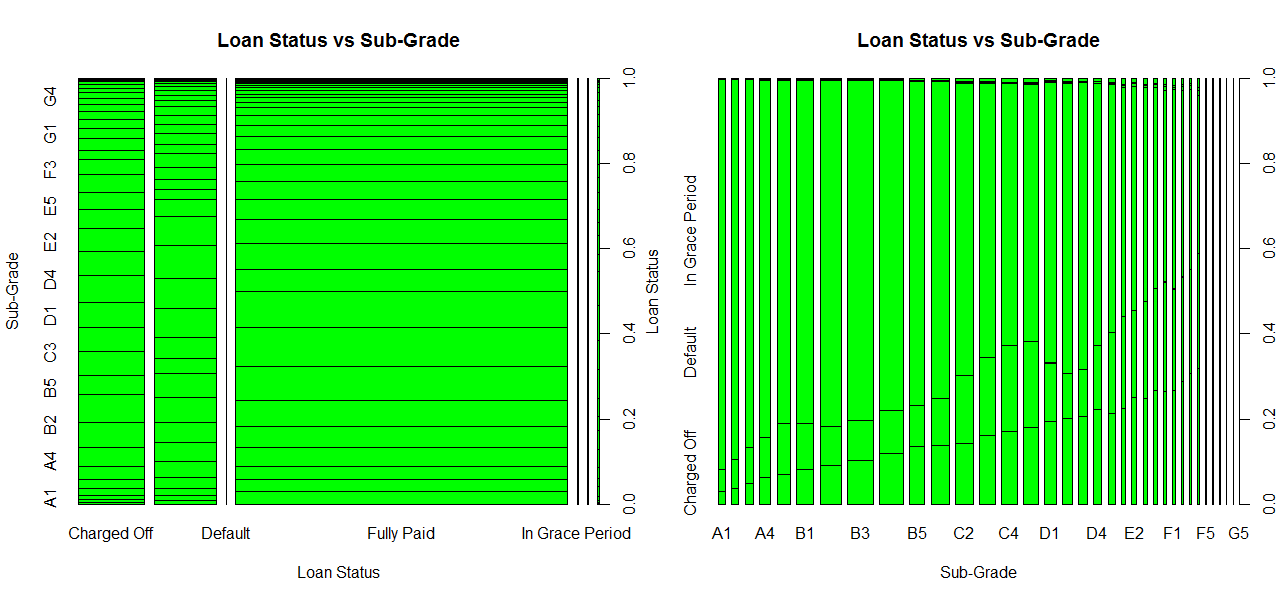 Loan Status vs Sub-Grade
Sub-Grade
G4
G1
F3
E5
E2
D4
D1
C3
B5
B2
A4
A1
1.0
0.8
0.6
0.4
0.2
0.0
Charged Off Default Fully Paid In Grace Period
Loan Status
Loan Status vs Sub-Grade
Loan Status
In Grace Period
Default
Charged Off
1.0
0.8
0.6
0.4
0.2
0.0
A1 A4 B1 B3 B5 C2 C4 D1 D4 E2 F1 F5 G5
Sub-Grade